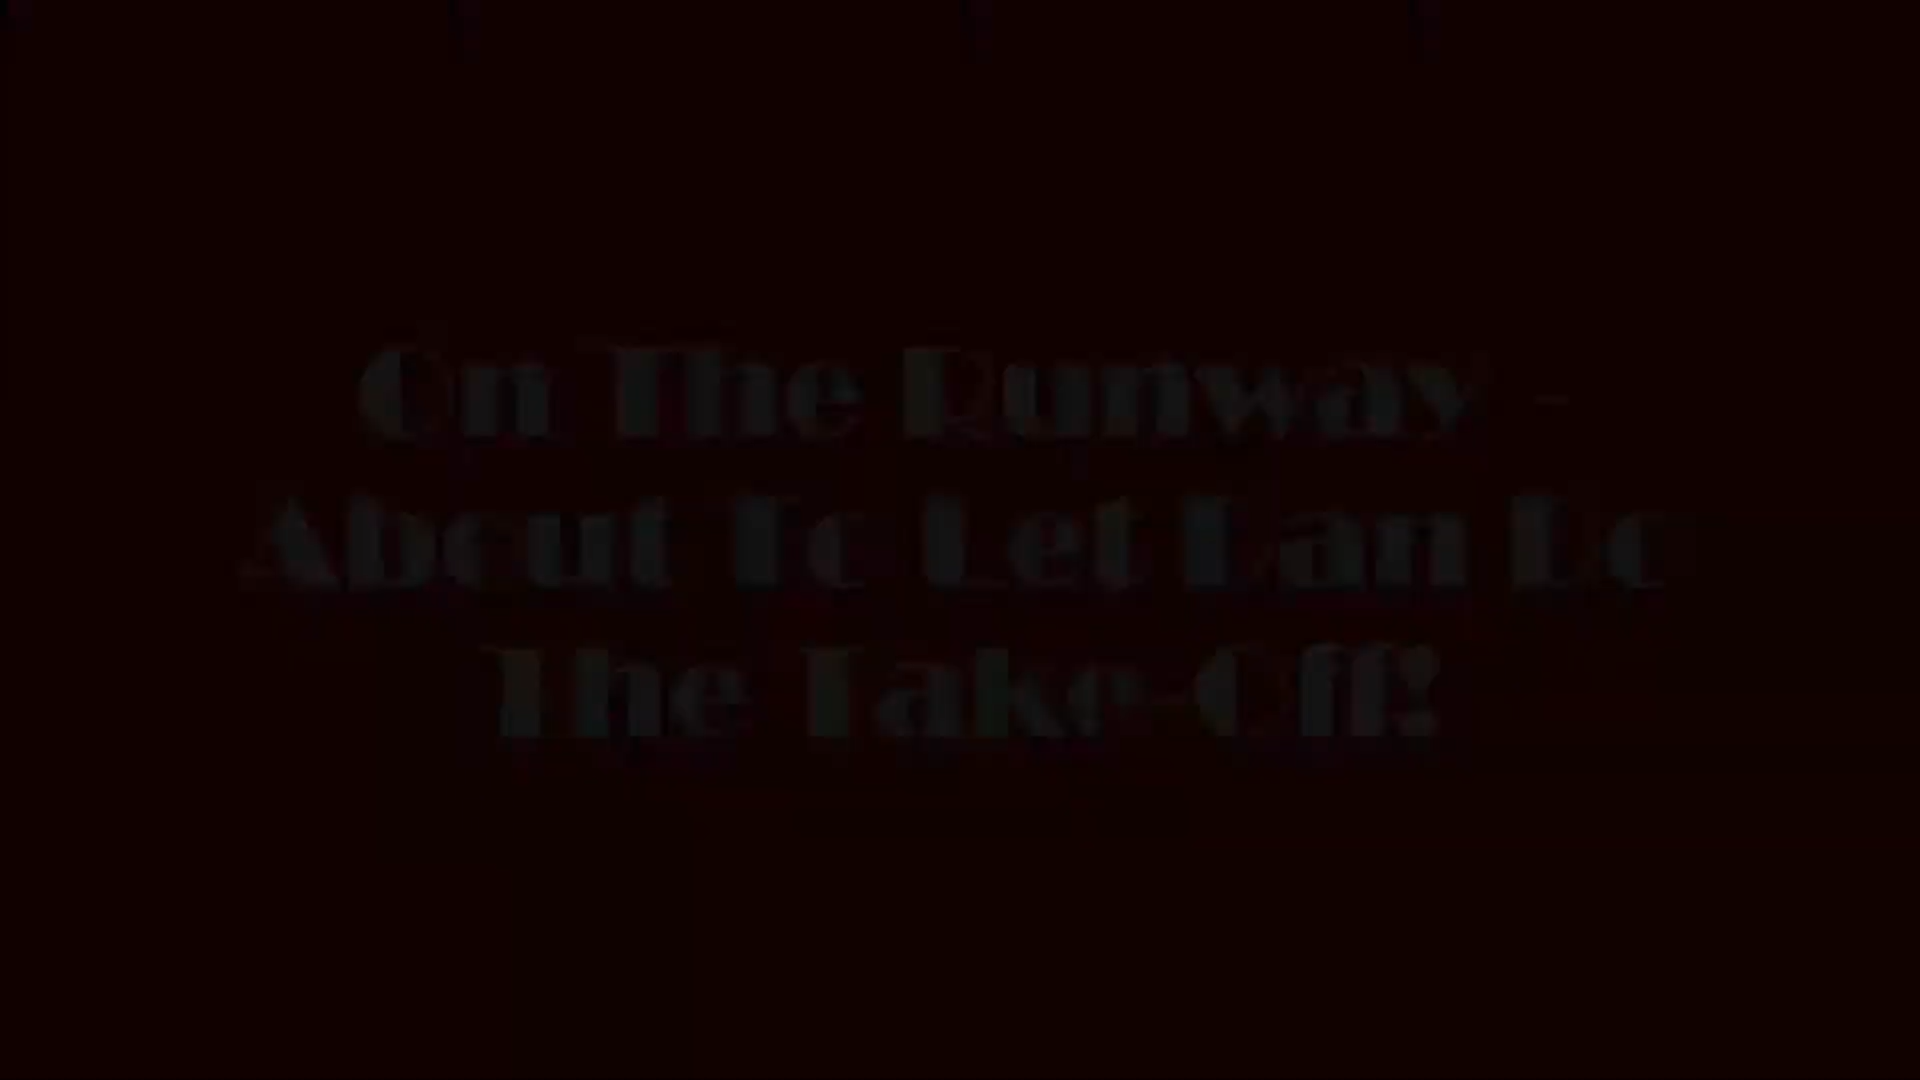 On The Runway -
About To Let Dan Do
The Take-Off!